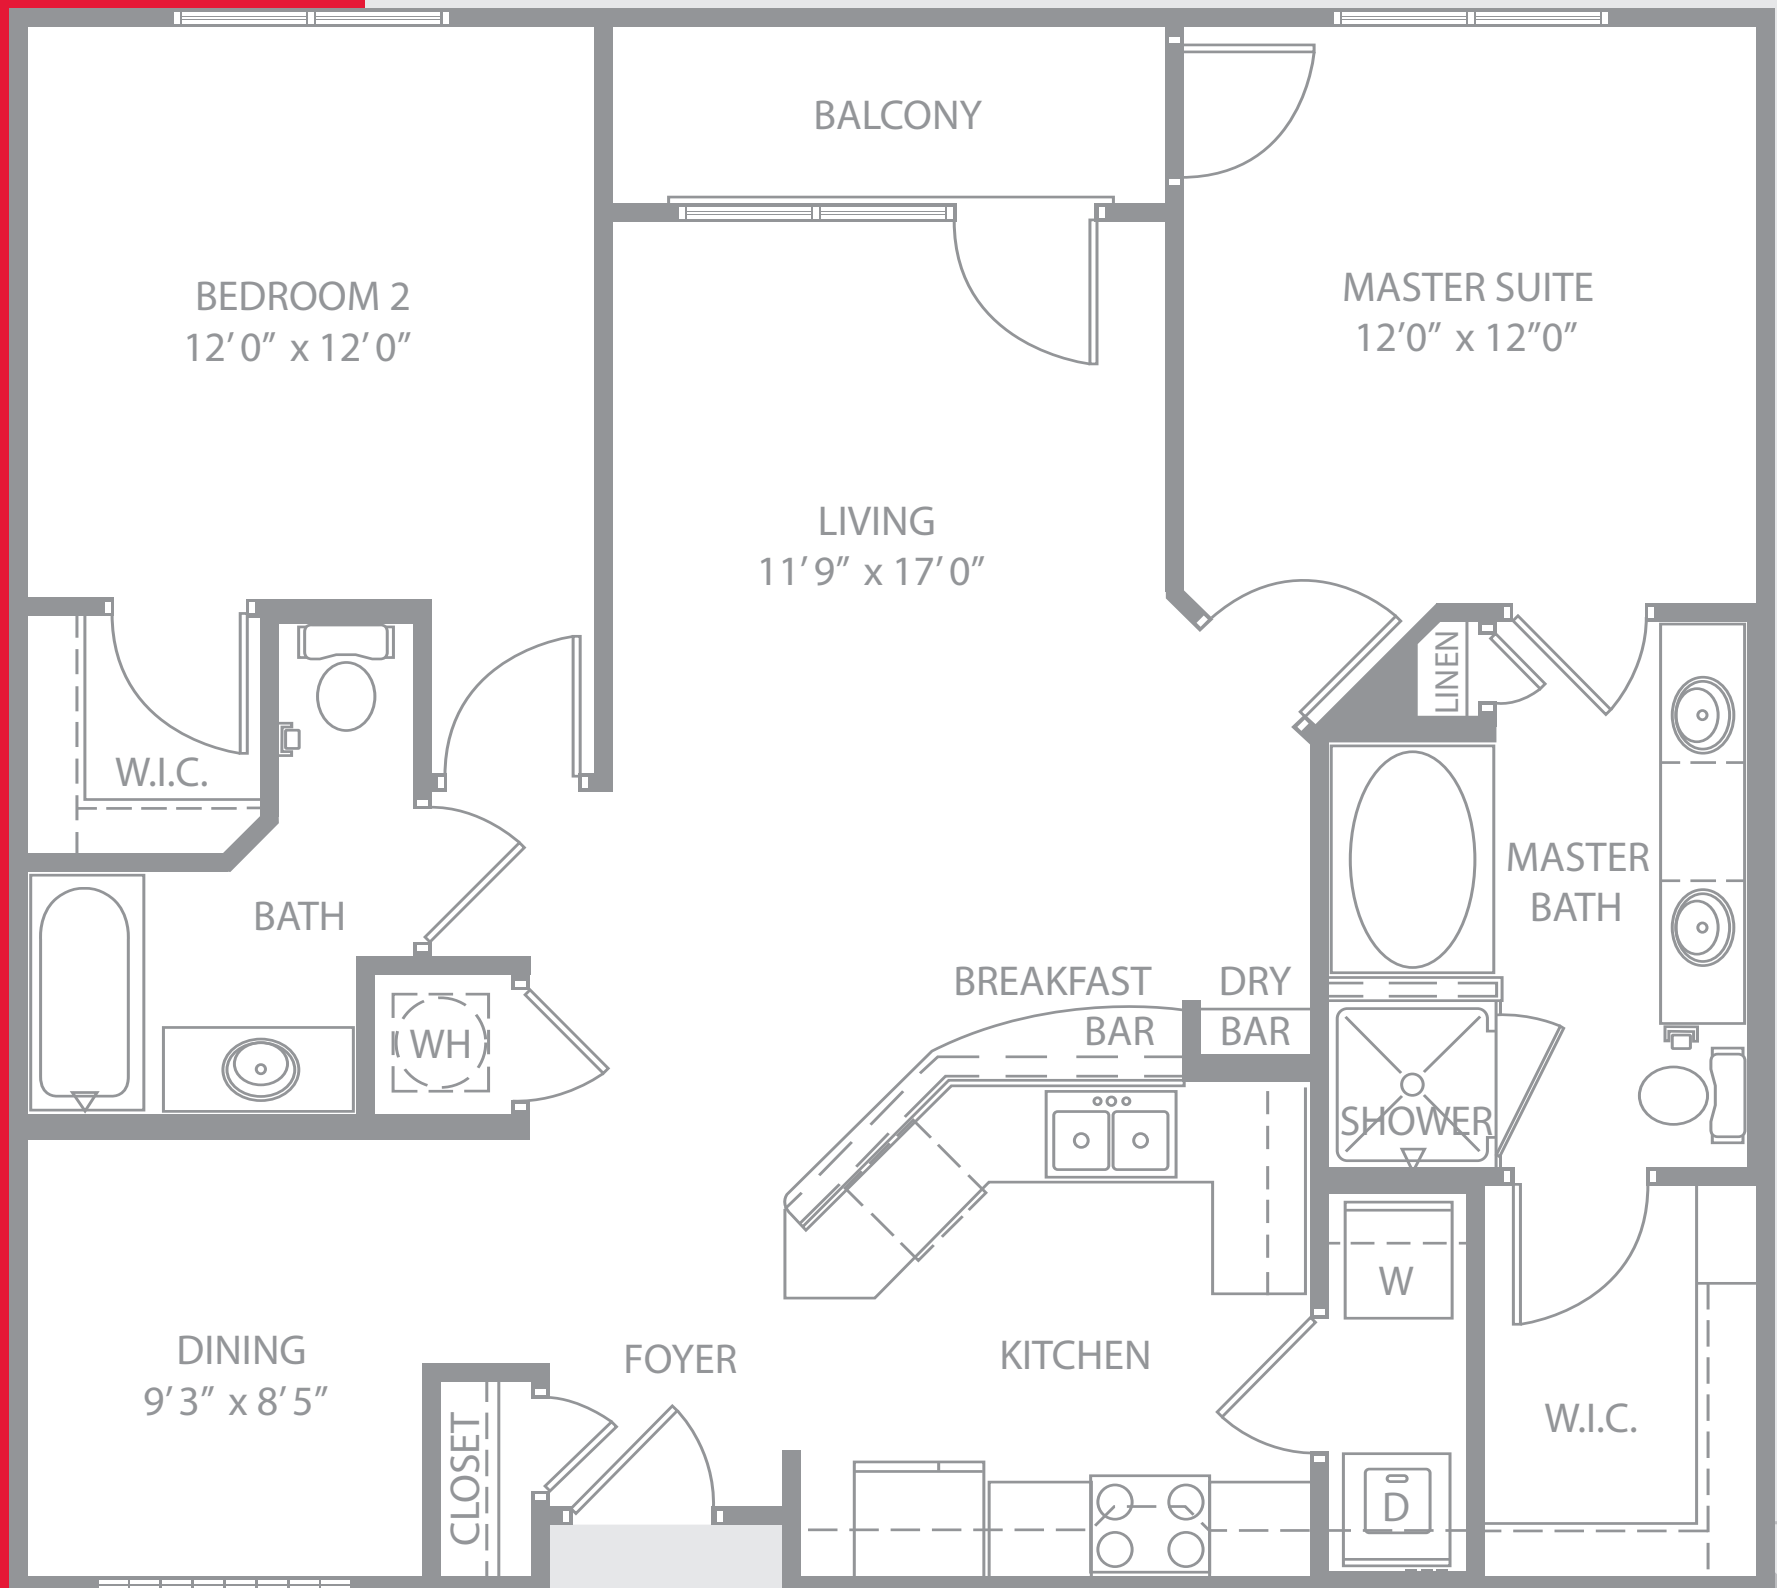 BALCONY
BEDROOM 2
12’0” x 12’0”
MASTER SUITE
12’0” x 12”0”
LIVING
11’9” x 17’0”
LINEN
W.I.C.
MASTER
BATH
BATH
BREAKFAST
BAR
DRY
BAR
WH
SHOWER
W
DINING
9’3” x 8’5”
FOYER
KITCHEN
W.I.C.
CLOSET
D